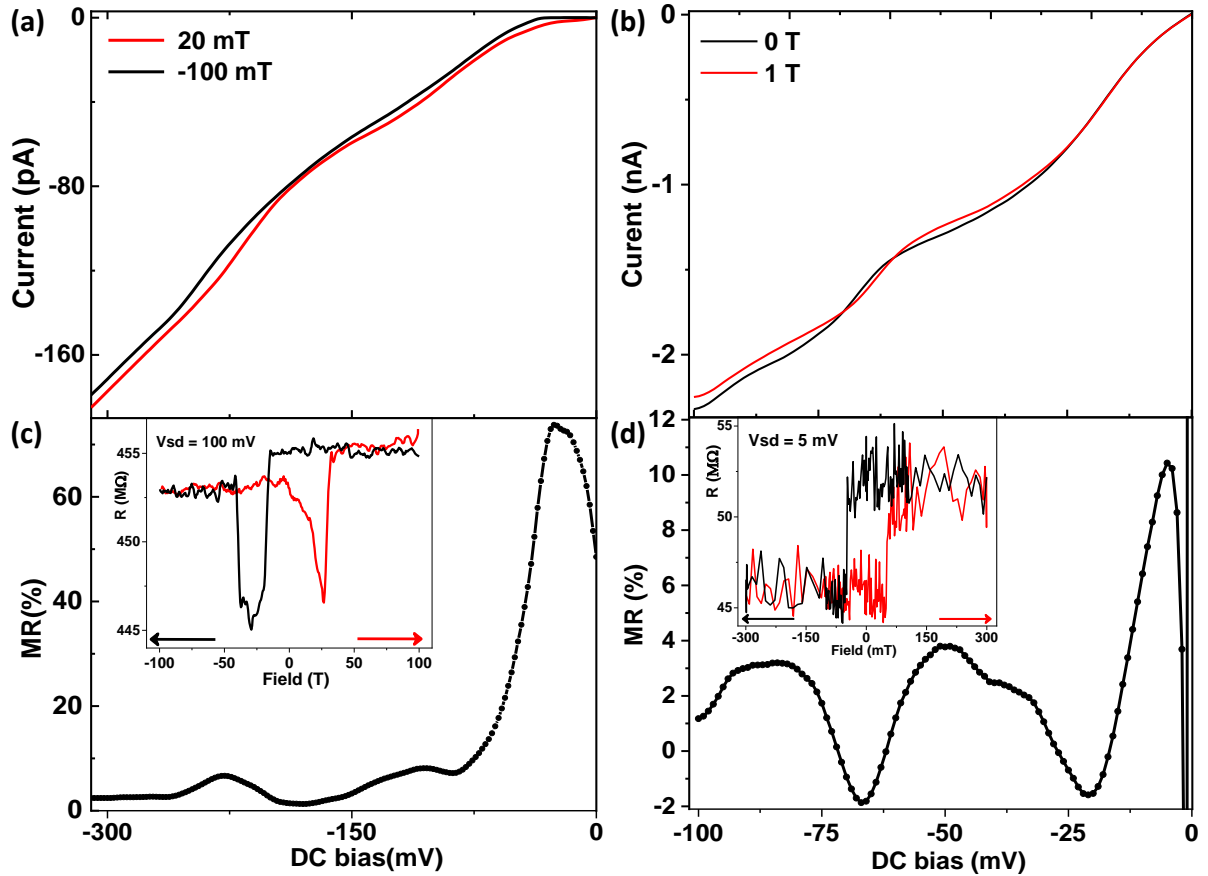 (a)
20 mT
-100 mT
0
-80
-160
Current (pA)
(b)
0 T
1 T
0
-1
-2
Curent (nA)
(c)
Vsd = 100 mV
455
450
445
R (MΩ)
-100 -50 0 50 100
Field (T)
60
40
20
0
MR(%)
-300 -150 0
DC bias(mV)
(d)
Vsd = 5 mV
55
50
45
R (MΩ)
-300 -150 0 150 300
Field (mT)
12
10
8
6
4
2
0
-2
MR (%)
-100 -75 -50 -25 0
DC bias (mV)